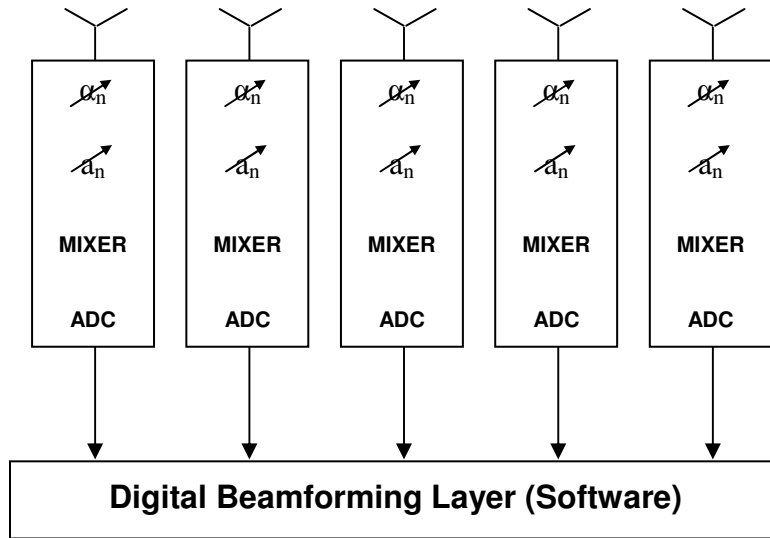 αn αn αn αn αn
an an an an an
MIXER MIXER MIXER MIXER MIXER
ADC ADC ADC ADC ADC
Digital Beamforming Layer (Software)